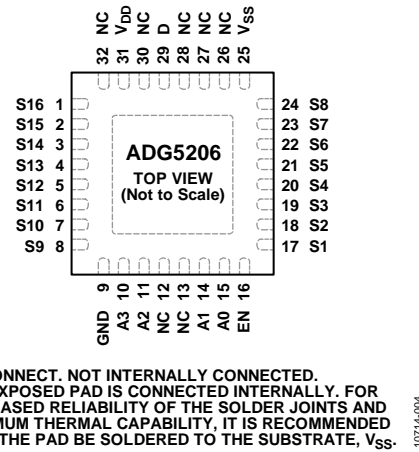 32 NC
31 VDD
30 NC
29 D
28 NC
27 NC
26 NC
25 VSS
S16 1
S15 2
S14 3
S13 4
S12 5
S11 6
S10 7
S9 8
ADG5206
TOP VIEW
(Not to Scale)
24 S8
23 S7
22 S6
21 S5
20 S4
19 S3
18 S2
17 S1
GND 9
A3 10
A2 11
NC 12
NC 13
A1 14
A0 15
EN 16
ONNECT. NOT INTERNALLY CONNECTED.
EXPOSED PAD IS CONNECTED INTERNALLY. FOR
ASED RELIABILITY OF THE SOLDER JOINTS AND
MUM THERMAL CAPABILITY, IT IS RECOMMENDED
THE PAD BE SOLDERED TO THE SUBSTRATE, VSS.
10714-004